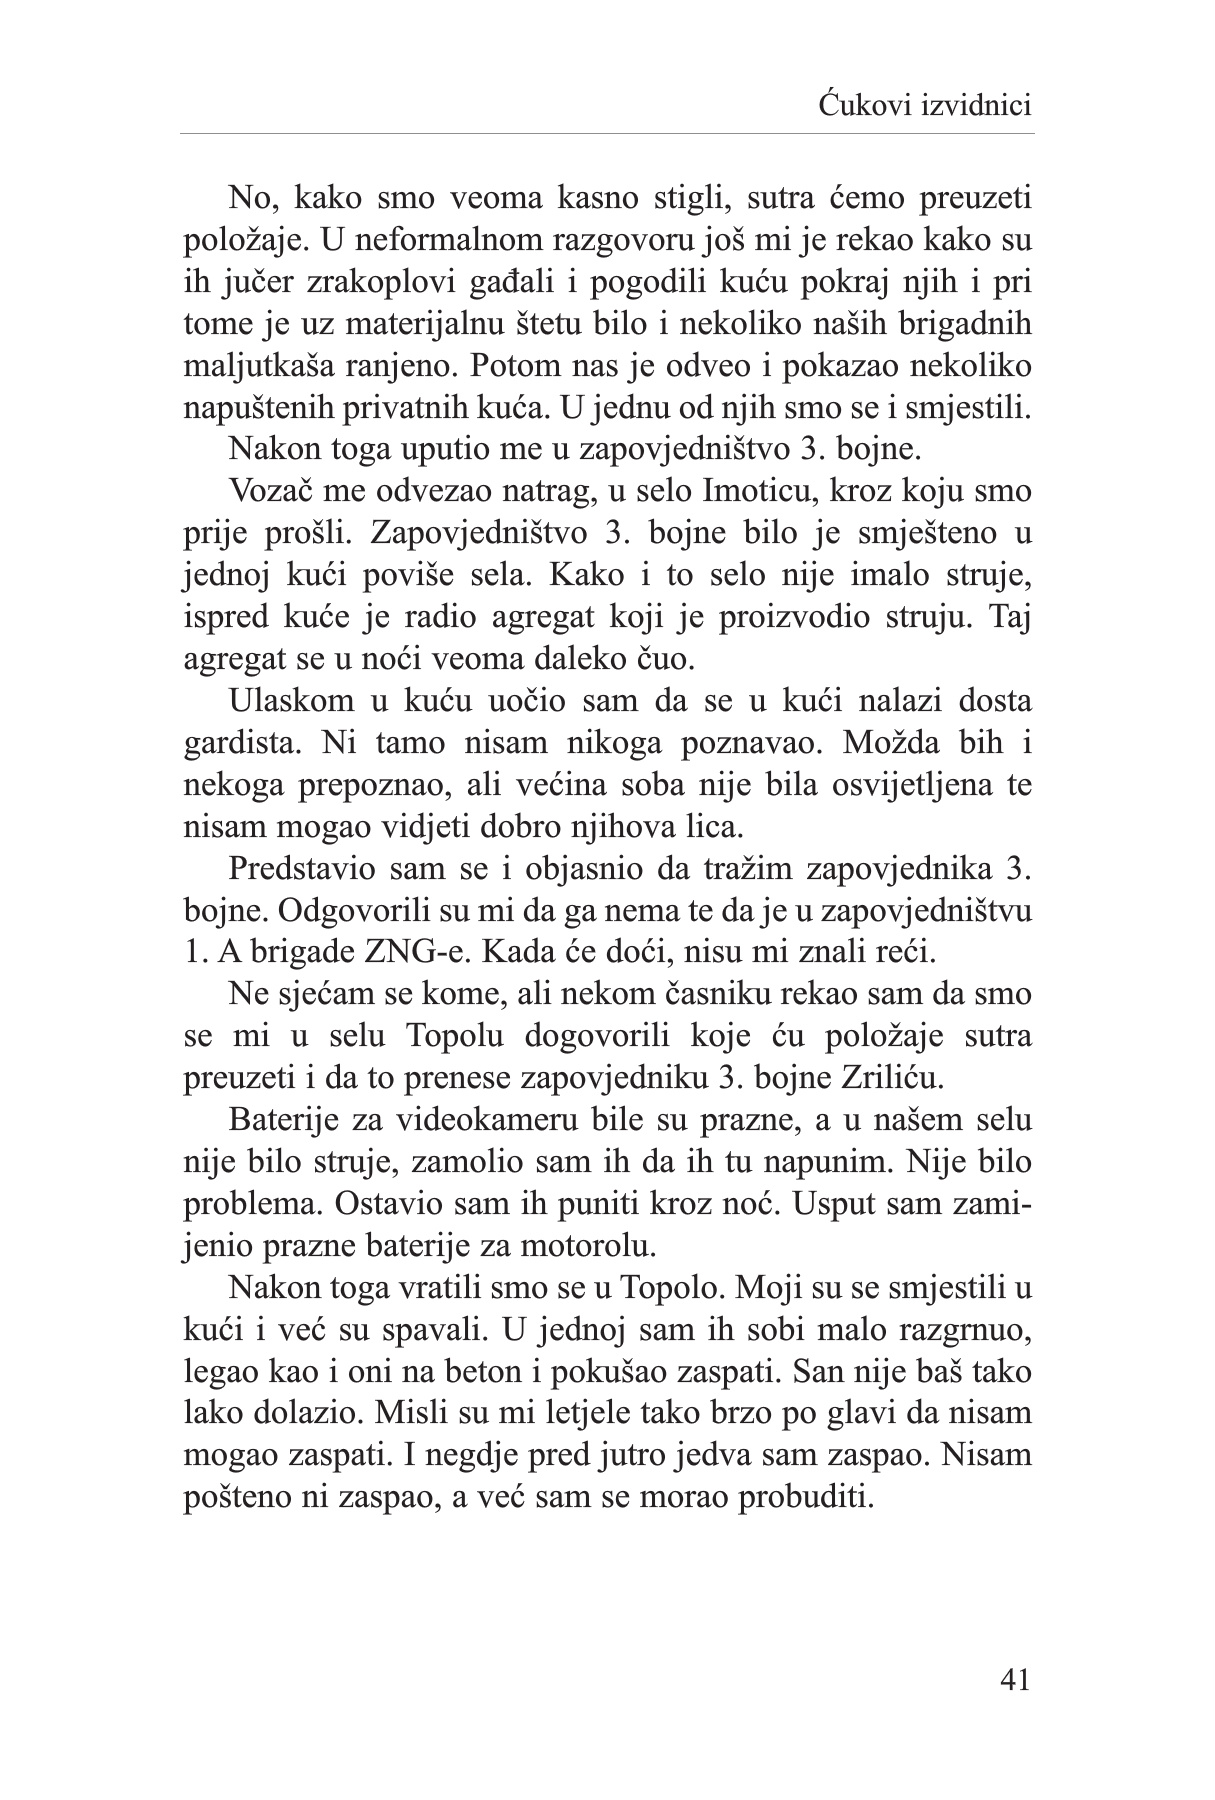 Ćukovi izvidnici
No, kako smo veoma kasno stigli, sutra ćemo preuzeti
položaje. U neformalnom razgovoru još mi je rekao kako su
ih jučer zrakoplovi gađali i pogodili kuću pokraj njih i pri
tome je uz materijalnu štetu bilo i nekoliko naših brigadnih
maljutkaša ranjeno. Potom nas je odveo i pokazao nekoliko
napuštenih privatnih kuća. U jednu od njih smo se i smjestili.
Nakon toga uputio me u zapovjedništvo 3. bojne.
Vozač me odvezao natrag, u selo Imoticu, kroz koju smo
prije prošli. Zapovjedništvo 3. bojne bilo je smješteno u
jednoj kući poviše sela. Kako i to selo nije imalo struje,
ispred kuće je radio agregat koji je proizvodio struju. Taj
agregat se u noći veoma daleko čuo.
Ulaskom u kuću uočio sam da se u kući nalazi dosta
gardista. Ni tamo nisam nikoga poznavao. Možda bih i
nekoga prepoznao, ali većina soba nije bila osvijetljena te
nisam mogao vidjeti dobro njihova lica.
Predstavio sam se i objasnio da tražim zapovjednika 3.
bojne. Odgovorili su mi da ga nema te da je u zapovjedništvu
1. A brigade ZNG-e. Kada će doći, nisu mi znali reći.
Ne sjećam se kome, ali nekom časniku rekao sam da smo
se mi u selu Topolu dogovorili koje ću položaje sutra
preuzeti i da to prenese zapovjedniku 3. bojne Zriliću.
Baterije za videokameru bile su prazne, a u našem selu
nije bilo struje, zamolio sam ih da ih tu napunim. Nije bilo
problema. Ostavio sam ih puniti kroz noć. Usput sam zami-
jenio prazne baterije za motorolu.
Nakon toga vratili smo se u Topolo. Moji su se smjestili u
kući i već su spavali. U jednoj sam ih sobi malo razgrnuo,
legao kao i oni na beton i pokušao zaspati. San nije baš tako
lako dolazio. Misli su mi letjele tako brzo po glavi da nisam
mogao zaspati. I negdje pred jutro jedva sam zaspao. Nisam
pošteno ni zaspao, a već sam se morao probuditi.
41